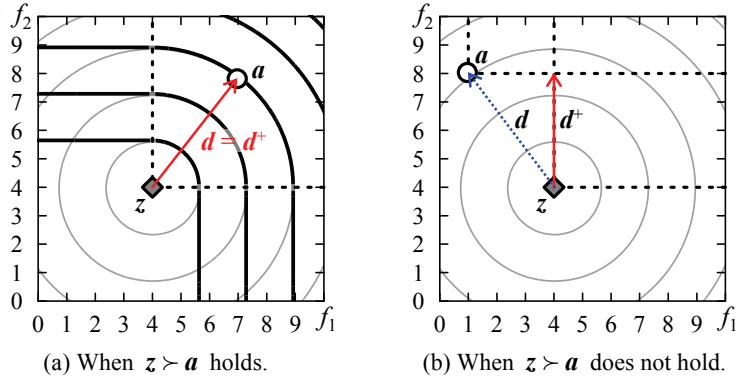 f₂
9
8
7
6
5
4
3
2
1
0
0 1 2 3 4 5 6 7 8 9 f₁
a
d = d⁺
z
(a) When z ≻ a holds.
f₂
9
8
7
6
5
4
3
2
1
0
0 1 2 3 4 5 6 7 8 9 f₁
a
d
d⁺
z
(b) When z ≻ a does not hold.